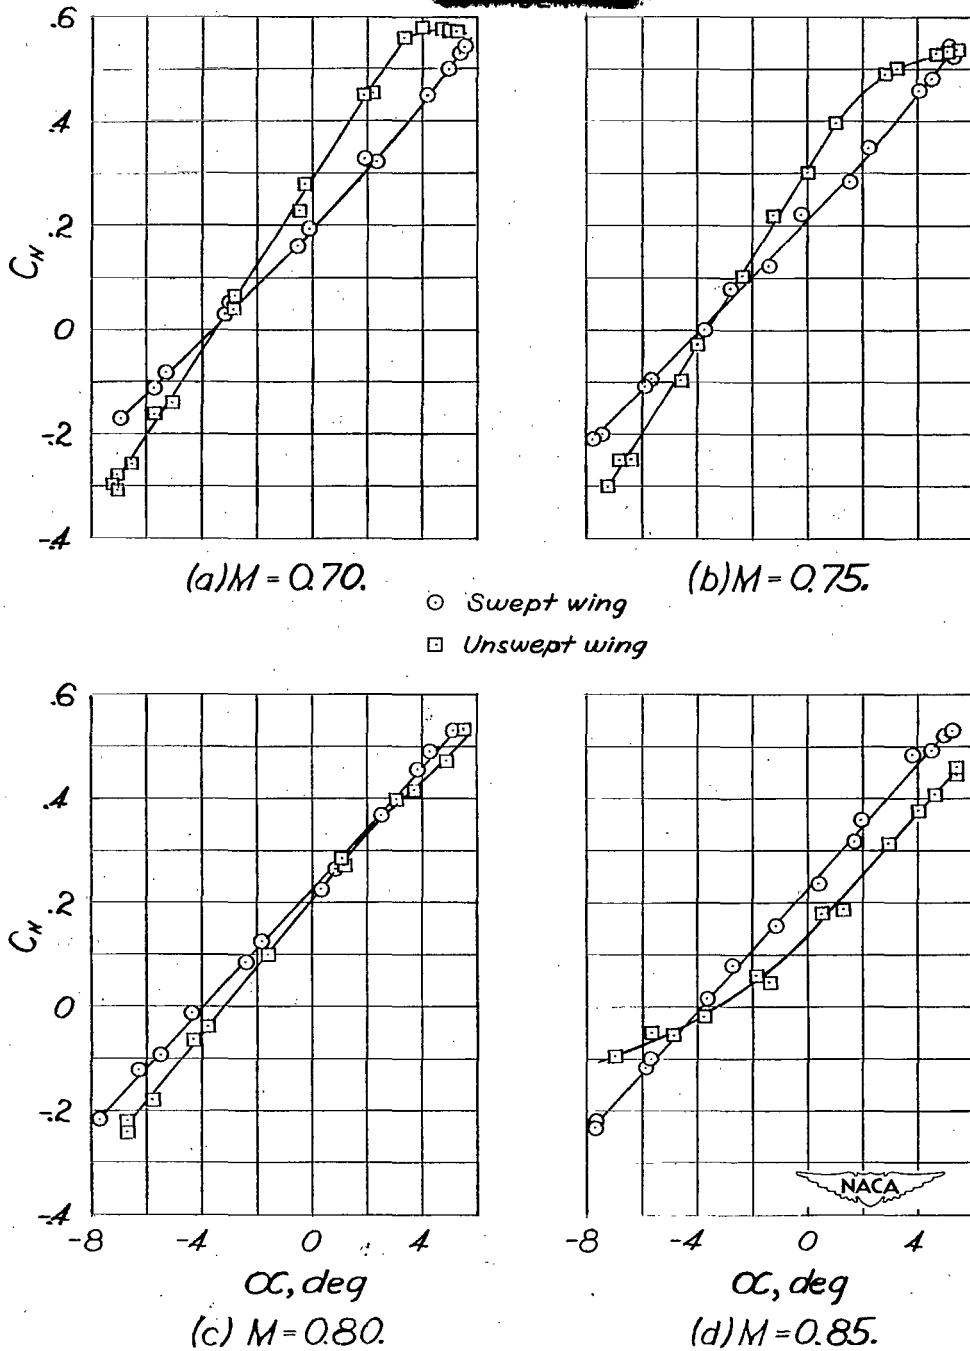 .6
.4
.2
0
-.2
-.4
C_N
(a) M = 0.70.
(b) M = 0.75.
Swept wing
Unswept wing
.6
.4
.2
0
-.2
-.4
C_N
-8 -4 0 4
-8 -4 0 4
α, deg
α, deg
(c) M = 0.80.
(d) M = 0.85.
NACA